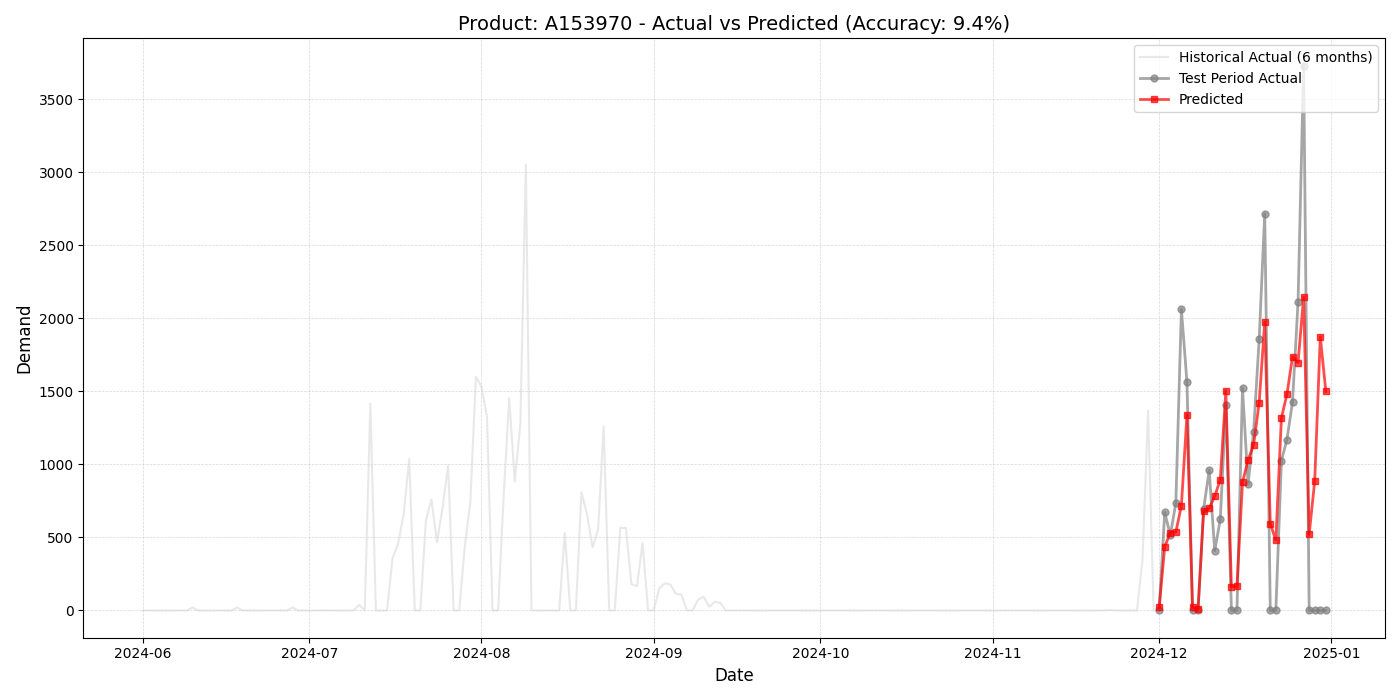 Product: A153970 - Actual vs Predicted (Accuracy: 9.4%)
Historical Actual (6 months)
Test Period Actual
Predicted
3500
3000
2500
2000
1500
1000
500
0
Demand
2024-06
2024-07
2024-08
2024-09
2024-10
2024-11
2024-12
2025-01
Date